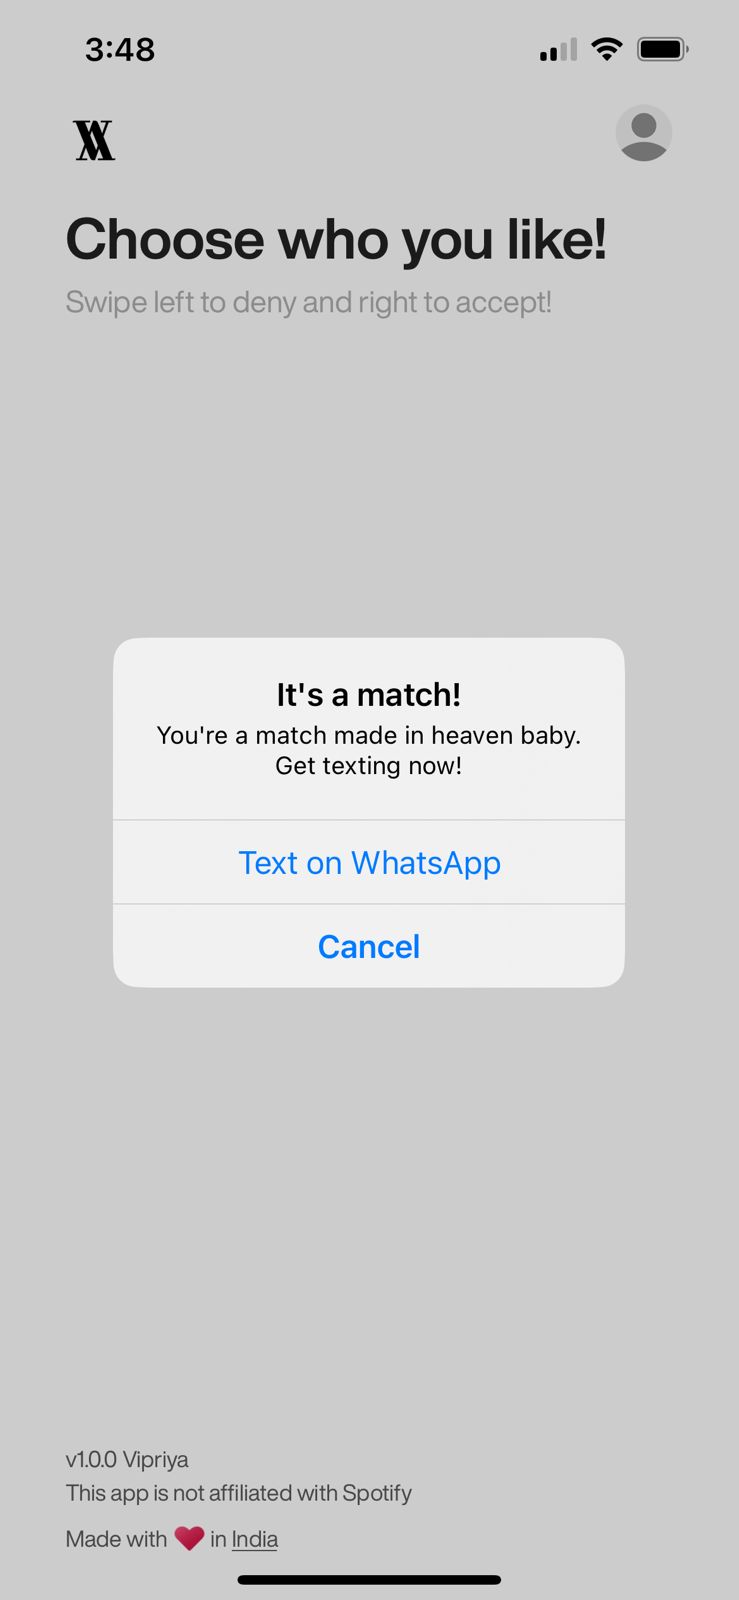 3:48
Choose who you like!
Swipe left to deny and right to accept!
It's a match!
You're a match made in heaven baby.
Get texting now!
Text on WhatsApp
Cancel
v1.0.0 Vipriya
This app is not affiliated with Spotify
Made with ❤️ in India